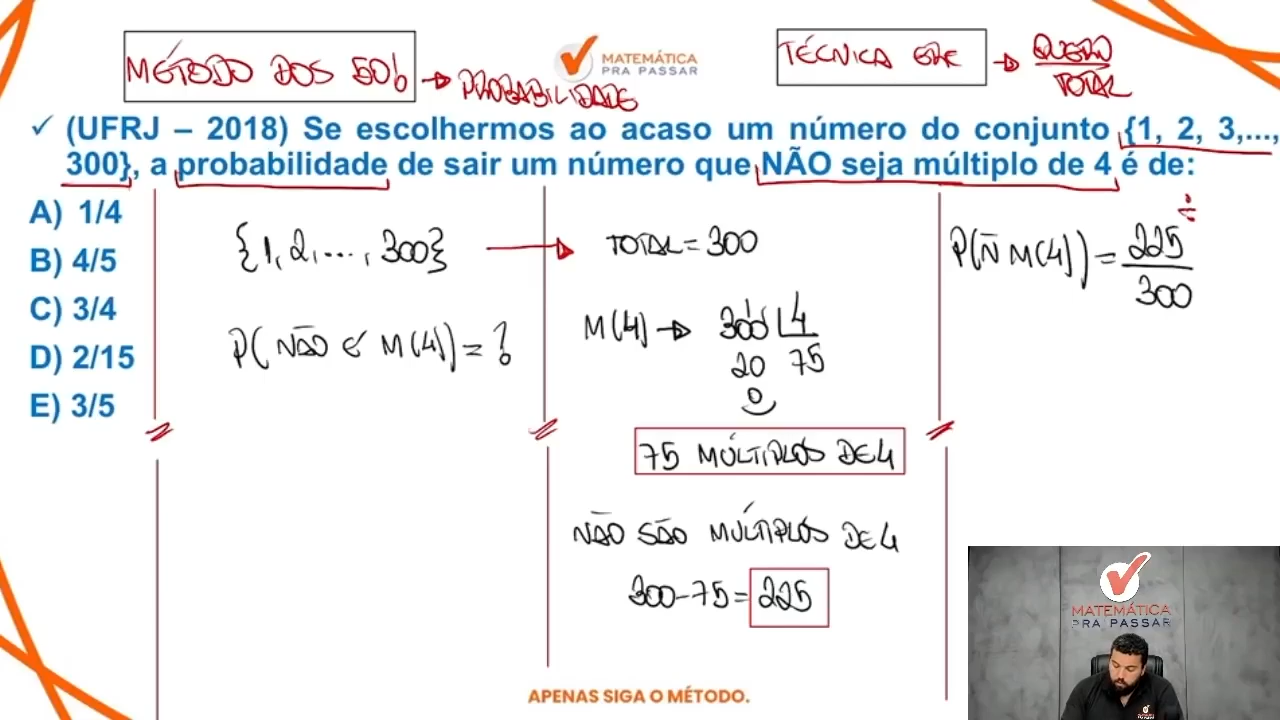 MÉTODO DOS 50%
PROBABILIDADE
MATEMÁTICA
PRA PASSAR
QUERO
TOTAL
(UFRJ – 2018) Se escolhermos ao acaso um número do conjunto {1, 2, 3,...,
300}, a probabilidade de sair um número que NÃO seja múltiplo de 4 é de:
A) 1/4
B) 4/5
C) 3/4
D) 2/15
E) 3/5
{1, 2, ..., 300}
P(NÃO É M(4)) = ?
TOTAL = 300
M(4) → 300 4
20 75
0
75 MÚLTIPLOS DE 4
NÃO SÃO MÚLTIPLOS DE 4
300 - 75 = 225
÷
P(Ñ M(4)) = 225
300
MATEMÁTICA
PRA PASSAR
APENAS SIGA O MÉTODO.